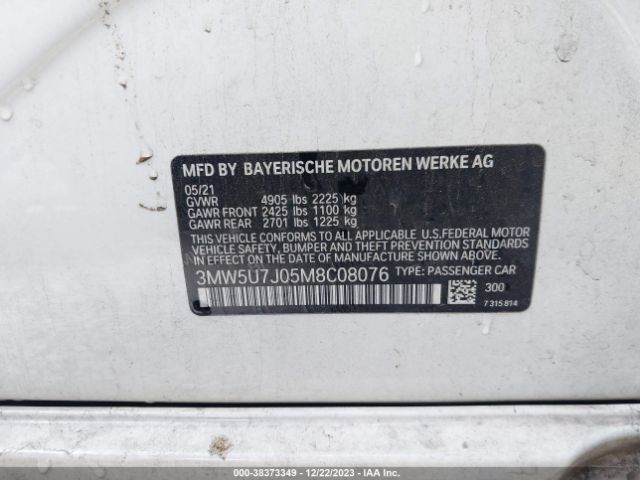 MFD BY BAYERISCHE MOTOREN WERKE AG
05/21
GVWR 4905 lbs 2225 kg
GAWR FRONT 2425 lbs 1100 kg
GAWR REAR 2701 lbs 1225 kg
THIS VEHICLE CONFORMS TO ALL APPLICABLE U.S.FEDERAL MOTOR
VEHICLE SAFETY, BUMPER AND THEFT PREVENTION STANDARDS
IN EFFECT ON THE DATE OF MANUFACTURE SHOWN ABOVE.
3MW5U7J05M8C08076 TYPE: PASSENGER CAR
300
7 315 814
000-38373349 - 12/22/2023 - IAA Inc.